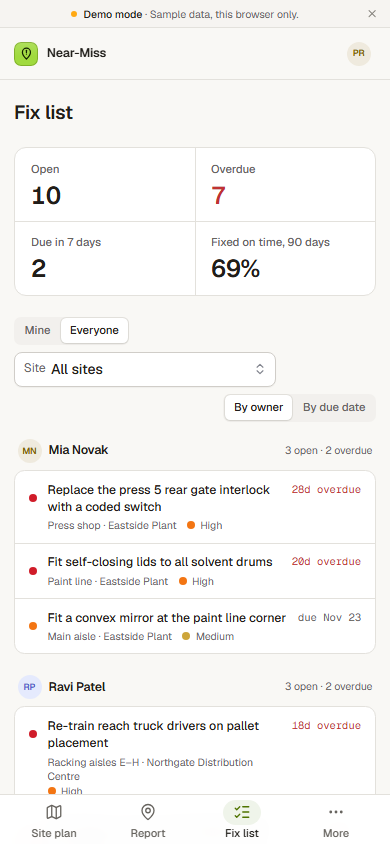 Demo mode · Sample data, this browser only.
Near-Miss
PR
Fix list
Open
10
Overdue
7
Due in 7 days
2
Fixed on time, 90 days
69%
Mine
Everyone
Site All sites
By owner
By due date
MN
Mia Novak
3 open · 2 overdue
Replace the press 5 rear gate interlock
with a coded switch
28d overdue
Press shop · Eastside Plant
High
Fit self-closing lids to all solvent drums
20d overdue
Paint line · Eastside Plant
High
Fit a convex mirror at the paint line corner
due Nov 23
Main aisle · Eastside Plant
Medium
RP
Ravi Patel
3 open · 2 overdue
Re-train reach truck drivers on pallet
placement
18d overdue
Racking aisles E–H · Northgate Distribution
Centre
High
Site plan
Report
Fix list
More